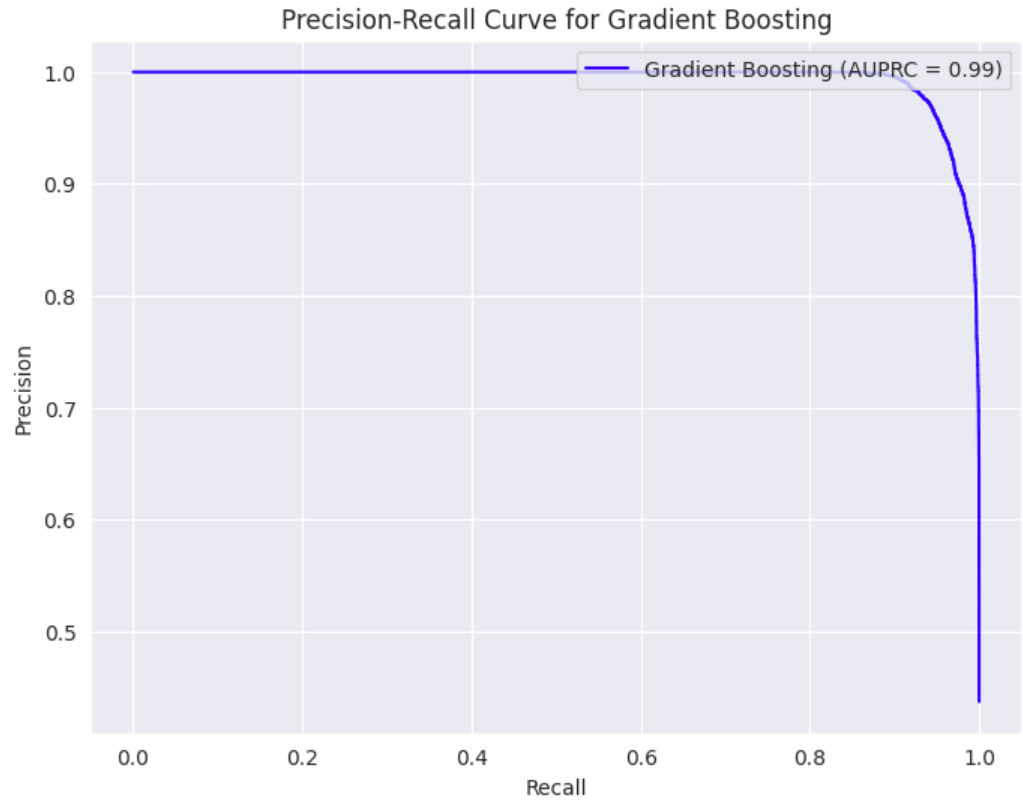 Precision-Recall Curve for Gradient Boosting
Gradient Boosting (AUPRC = 0.99)
1.0
0.9
0.8
0.7
0.6
0.5
Precision
0.0 0.2 0.4 0.6 0.8 1.0
Recall